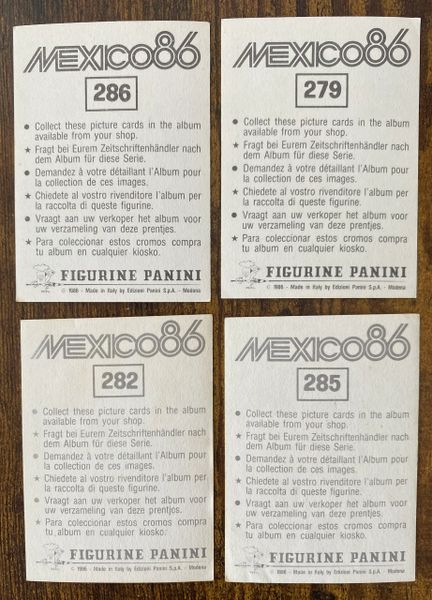 MEXICO86
286
● Collect these picture cards in the album
available from your shop.
★ Fragt bei Eurem Zeitschriftenhändler nach
dem Album für diese Serie.
● Demandez à votre détaillant l'Album pour
la collection de ces images.
★ Chiedete al vostro rivenditore l'album per
la raccolta di queste figurine.
● Vraagt aan uw verkoper het album voor
uw verzameling van deze prentjes.
★ Para coleccionar estos cromos compra
tu album en cualquier kiosko.
FIGURINE PANINI
© 1986 - Made in Italy by Edizioni Panini S.p.A. - Modena
MEXICO86
279
● Collect these picture cards in the album
available from your shop.
★ Fragt bei Eurem Zeitschriftenhändler nach
dem Album für diese Serie.
● Demandez à votre détaillant l'Album pour
la collection de ces images.
★ Chiedete al vostro rivenditore l'album per
la raccolta di queste figurine.
● Vraagt aan uw verkoper het album voor
uw verzameling van deze prentjes.
★ Para coleccionar estos cromos compra
tu album en cualquier kiosko.
FIGURINE PANINI
© 1986 - Made in Italy by Edizioni Panini S.p.A. - Modena
MEXICO86
282
● Collect these picture cards in the album
available from your shop.
★ Fragt bei Eurem Zeitschriftenhändler nach
dem Album für diese Serie.
● Demandez à votre détaillant l'Album pour
la collection de ces images.
★ Chiedete al vostro rivenditore l'album per
la raccolta di queste figurine.
● Vraagt aan uw verkoper het album voor
uw verzameling van deze prentjes.
★ Para coleccionar estos cromos compra
tu album en cualquier kiosko.
FIGURINE PANINI
© 1986 - Made in Italy by Edizioni Panini S.p.A. - Modena
MEXICO86
285
● Collect these picture cards in the album
available from your shop.
★ Fragt bei Eurem Zeitschriftenhändler nach
dem Album für diese Serie.
● Demandez à votre détaillant l'Album pour
la collection de ces images.
★ Chiedete al vostro rivenditore l'album per
la raccolta di queste figurine.
● Vraagt aan uw verkoper het album voor
uw verzameling van deze prentjes.
★ Para coleccionar estos cromos compra
tu album en cualquier kiosko.
FIGURINE PANINI
© 1986 - Made in Italy by Edizioni Panini S.p.A. - Modena